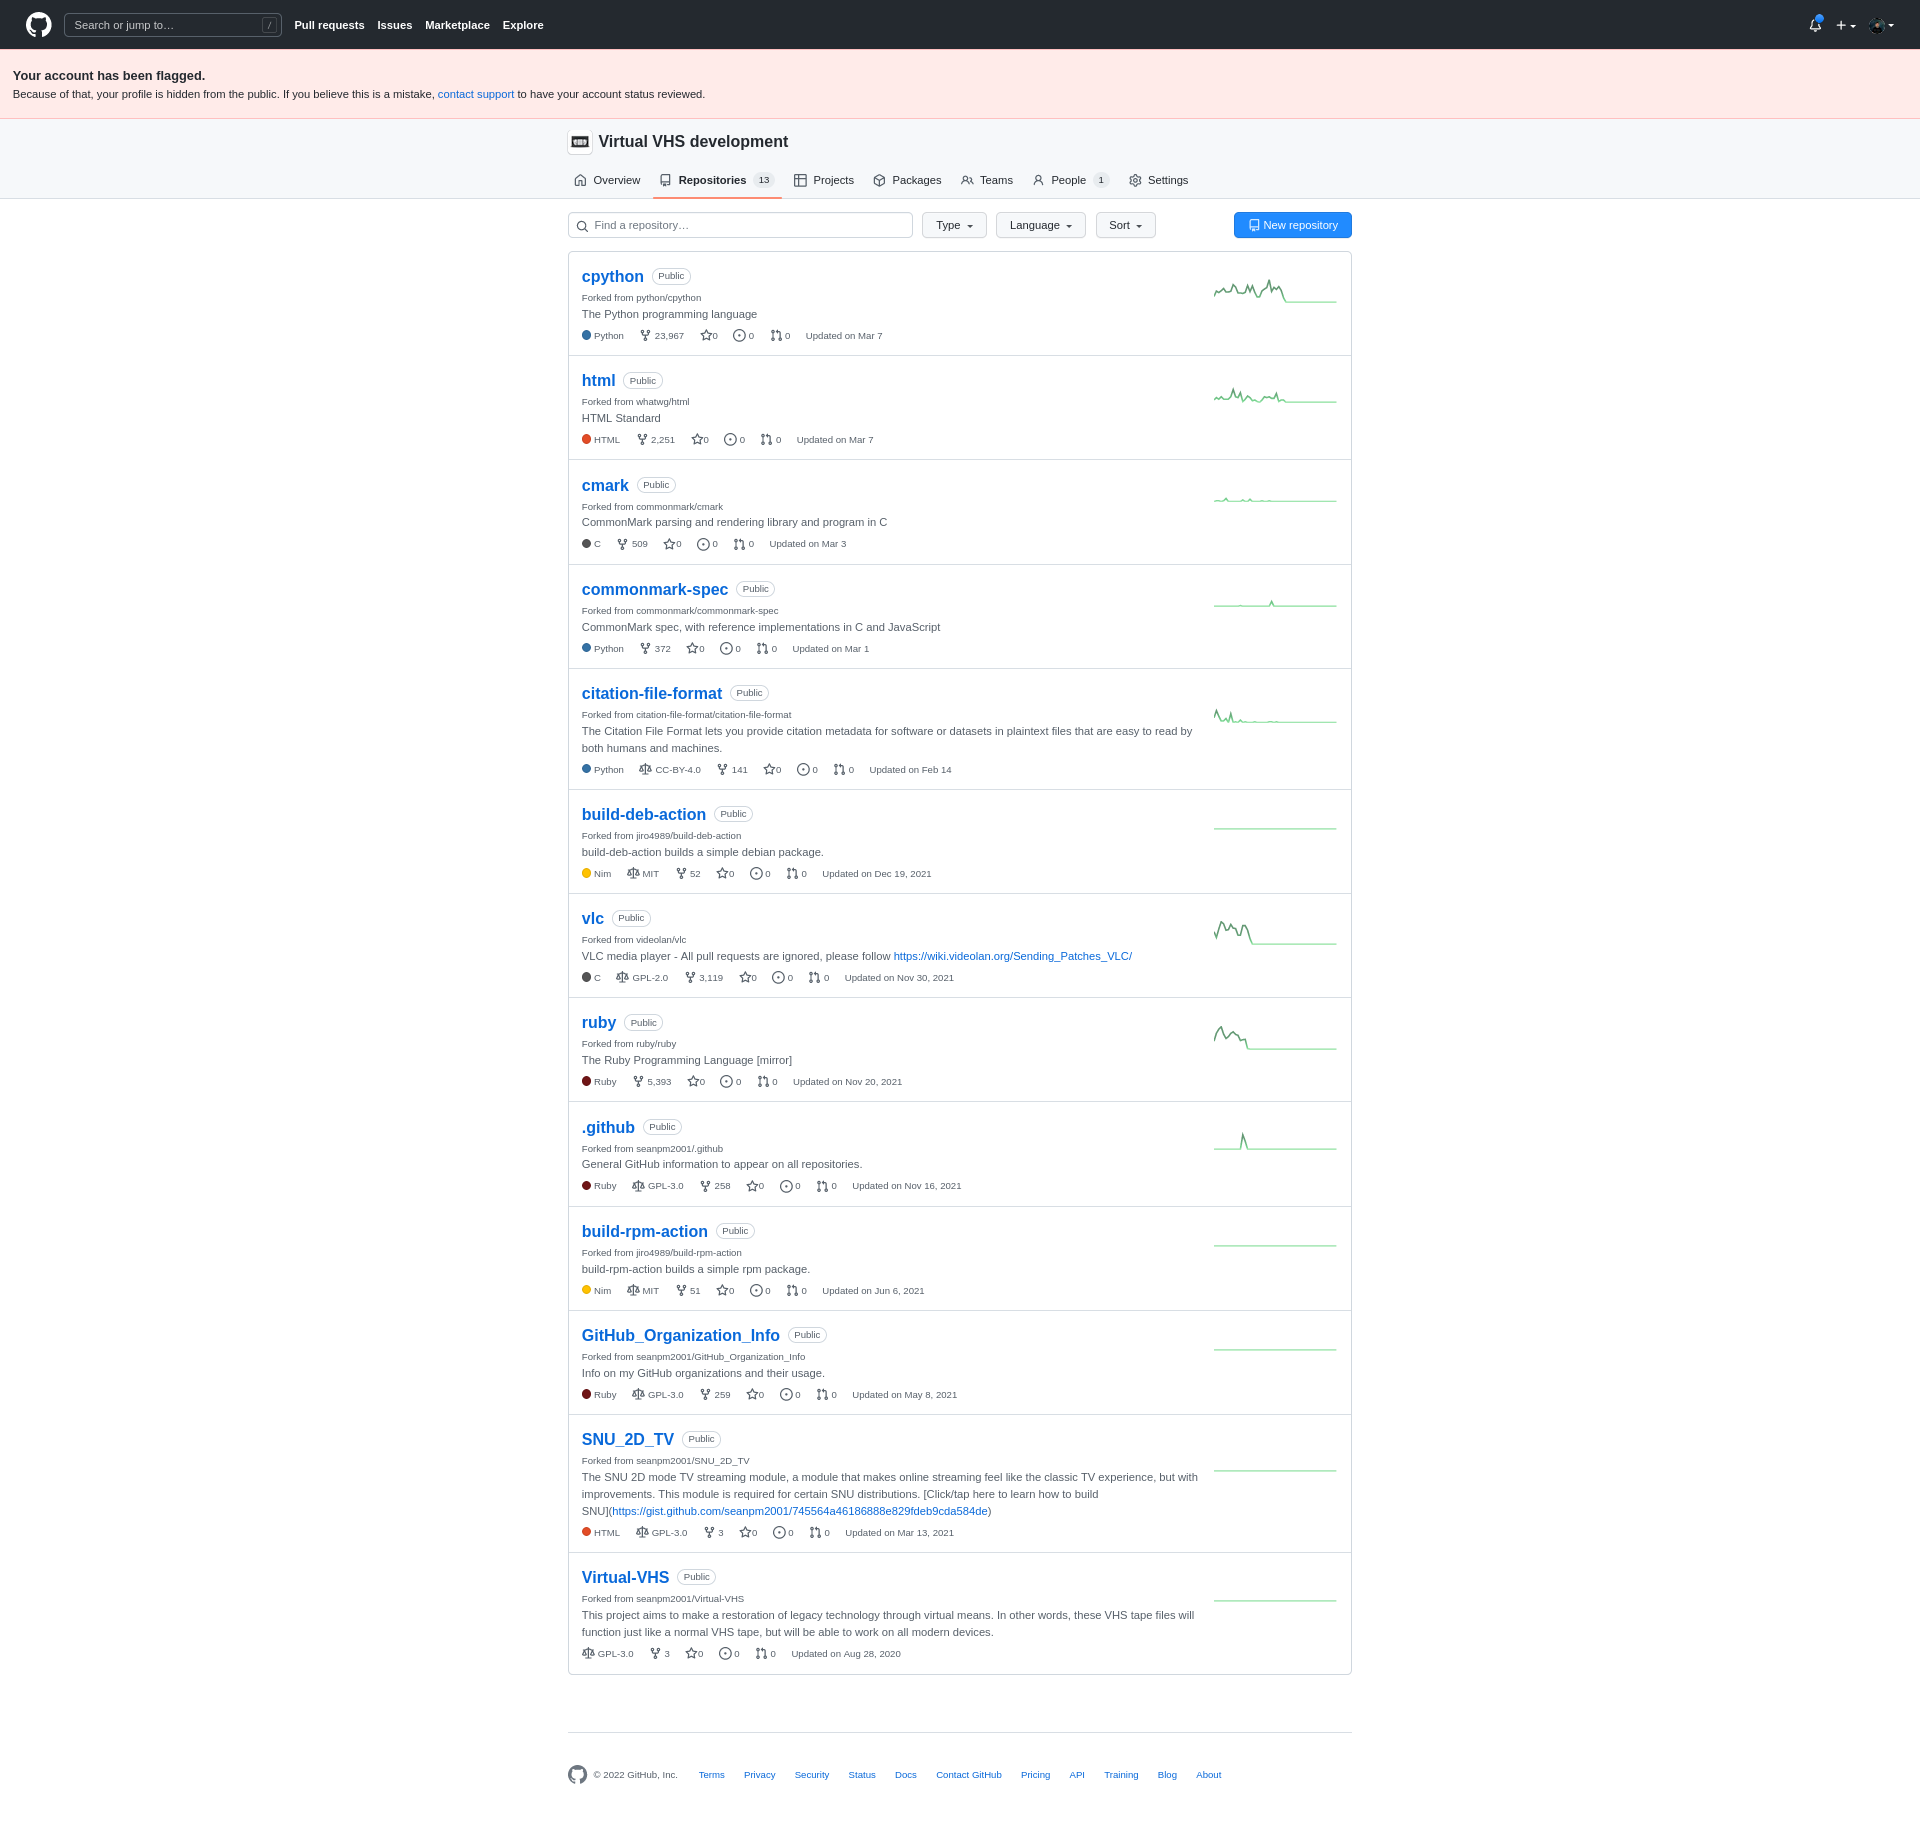 Search or jump to… /
Pull requests Issues Marketplace Explore
Your account has been flagged.
Because of that, your profile is hidden from the public. If you believe this is a mistake, contact support to have your account status reviewed.
Virtual VHS development
Overview Repositories 13 Projects Packages Teams People 1 Settings
Find a repository… Type Language Sort New repository
cpython Public
Forked from python/cpython
The Python programming language
Python 23,967 0 0 0 Updated on Mar 7
html Public
Forked from whatwg/html
HTML Standard
HTML 2,251 0 0 0 Updated on Mar 7
cmark Public
Forked from commonmark/cmark
CommonMark parsing and rendering library and program in C
C 509 0 0 0 Updated on Mar 3
commonmark-spec Public
Forked from commonmark/commonmark-spec
CommonMark spec, with reference implementations in C and JavaScript
Python 372 0 0 0 Updated on Mar 1
citation-file-format Public
Forked from citation-file-format/citation-file-format
The Citation File Format lets you provide citation metadata for software or datasets in plaintext files that are easy to read by
both humans and machines.
Python CC-BY-4.0 141 0 0 0 Updated on Feb 14
build-deb-action Public
Forked from jiro4989/build-deb-action
build-deb-action builds a simple debian package.
Nim MIT 52 0 0 0 Updated on Dec 19, 2021
vlc Public
Forked from videolan/vlc
VLC media player - All pull requests are ignored, please follow https://wiki.videolan.org/Sending_Patches_VLC/
C GPL-2.0 3,119 0 0 0 Updated on Nov 30, 2021
ruby Public
Forked from ruby/ruby
The Ruby Programming Language [mirror]
Ruby 5,393 0 0 0 Updated on Nov 20, 2021
.github Public
Forked from seanpm2001/.github
General GitHub information to appear on all repositories.
Ruby GPL-3.0 258 0 0 0 Updated on Nov 16, 2021
build-rpm-action Public
Forked from jiro4989/build-rpm-action
build-rpm-action builds a simple rpm package.
Nim MIT 51 0 0 0 Updated on Jun 6, 2021
GitHub_Organization_Info Public
Forked from seanpm2001/GitHub_Organization_Info
Info on my GitHub organizations and their usage.
Ruby GPL-3.0 259 0 0 0 Updated on May 8, 2021
SNU_2D_TV Public
Forked from seanpm2001/SNU_2D_TV
The SNU 2D mode TV streaming module, a module that makes online streaming feel like the classic TV experience, but with
improvements. This module is required for certain SNU distributions. [Click/tap here to learn how to build
SNU](https://gist.github.com/seanpm2001/745564a46186888e829fdeb9cda584de)
HTML GPL-3.0 3 0 0 0 Updated on Mar 13, 2021
Virtual-VHS Public
Forked from seanpm2001/Virtual-VHS
This project aims to make a restoration of legacy technology through virtual means. In other words, these VHS tape files will
function just like a normal VHS tape, but will be able to work on all modern devices.
GPL-3.0 3 0 0 0 Updated on Aug 28, 2020
© 2022 GitHub, Inc. Terms Privacy Security Status Docs Contact GitHub Pricing API Training Blog About